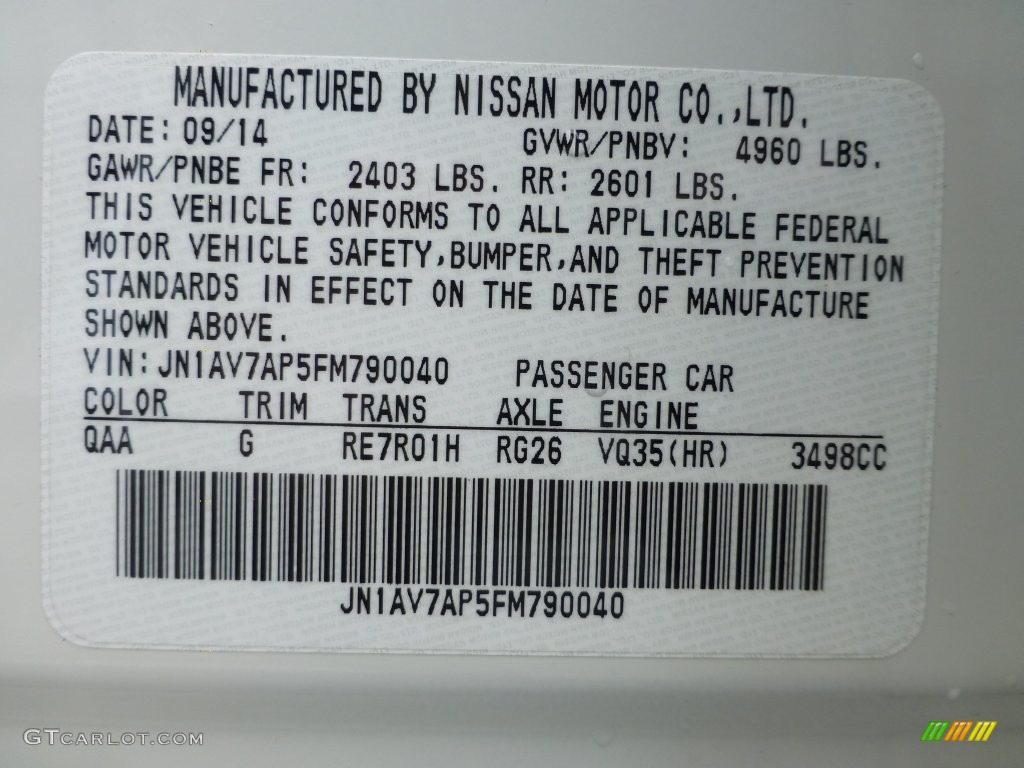 MANUFACTURED BY NISSAN MOTOR CO.,LTD.
DATE: 09/14 GVWR/PNBV: 4960 LBS.
GAWR/PNBE FR: 2403 LBS. RR: 2601 LBS.
THIS VEHICLE CONFORMS TO ALL APPLICABLE FEDERAL
MOTOR VEHICLE SAFETY,BUMPER,AND THEFT PREVENTION
STANDARDS IN EFFECT ON THE DATE OF MANUFACTURE
SHOWN ABOVE.
VIN:JN1AV7AP5FM790040 PASSENGER CAR
COLOR TRIM TRANS AXLE ENGINE
QAA G RE7R01H RG26 VQ35(HR) 3498CC
JN1AV7AP5FM790040
GTCARLOT.COM